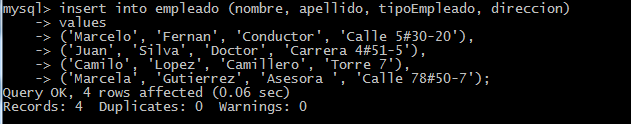 mysql> insert into empleado (nombre, apellido, tipoEmpleado, direccion)
    -> values
    -> ('Marcelo', 'Fernan', 'Conductor', 'Calle 5#30-20'),
    -> ('Juan', 'Silva', 'Doctor', 'Carrera 4#51-5'),
    -> ('Camilo', 'Lopez', 'Camillero', 'Torre 7'),
    -> ('Marcela', 'Gutierrez', 'Asesora ', 'Calle 78#50-7');
Query OK, 4 rows affected (0.06 sec)
Records: 4  Duplicates: 0  Warnings: 0